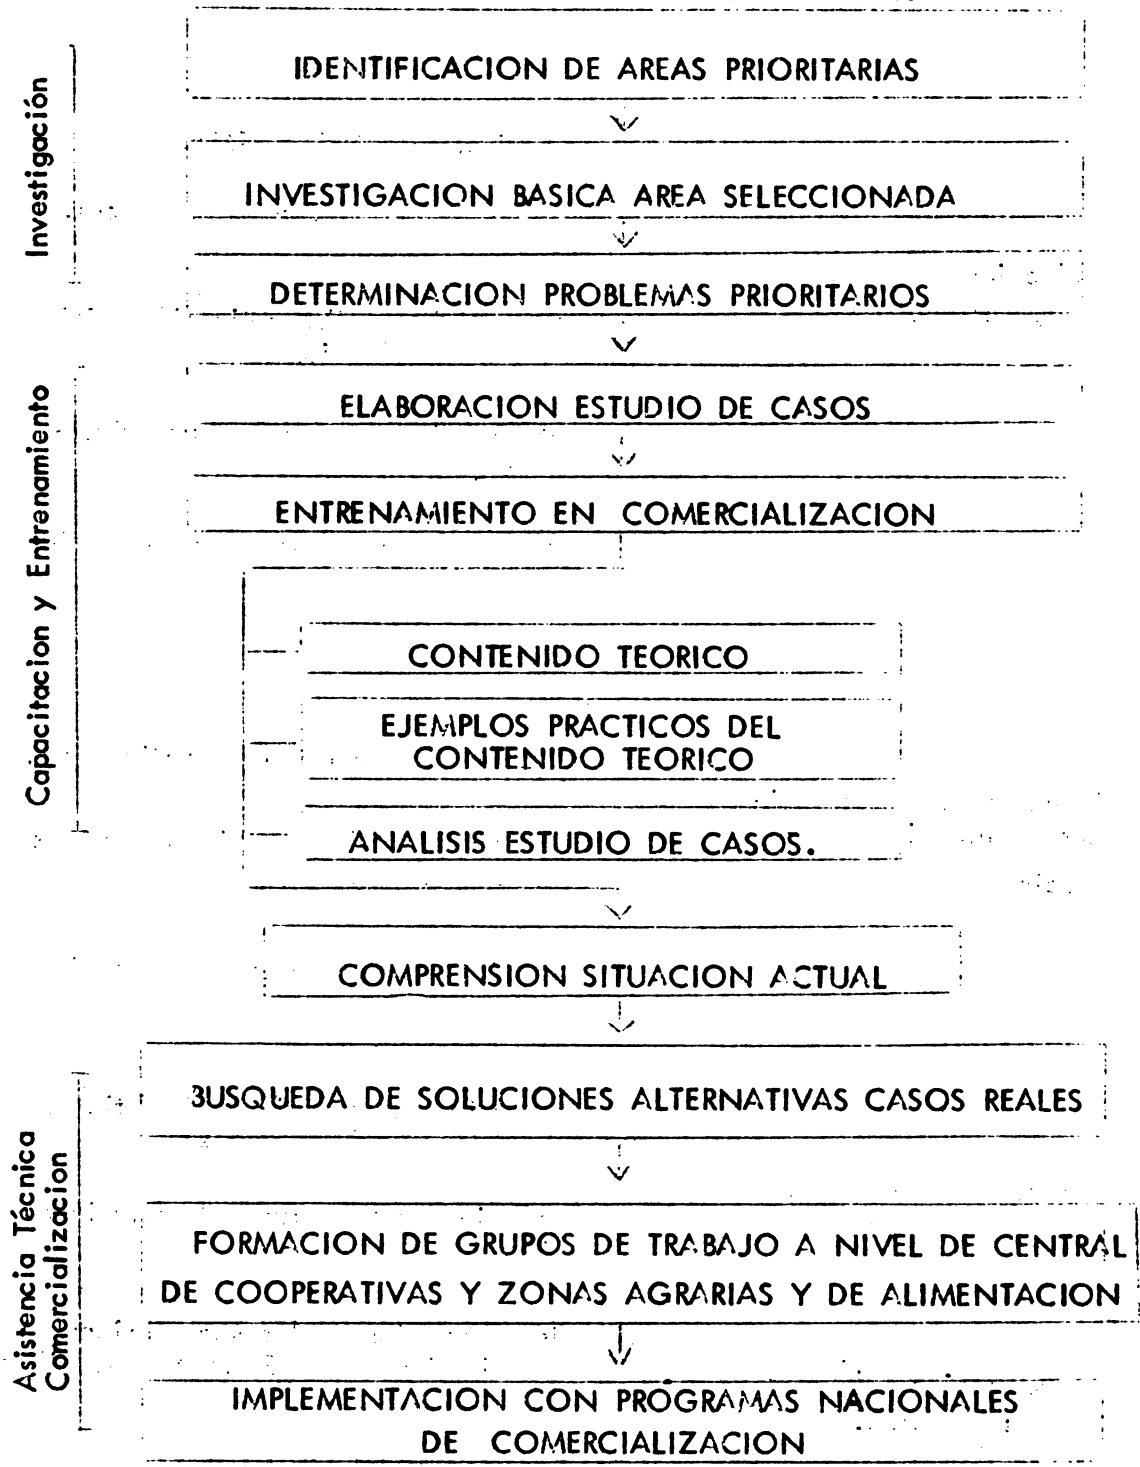 Investigación
IDENTIFICACION DE AREAS PRIORITARIAS
INVESTIGACION BASICA AREA SELECCIONADA
DETERMINACION PROBLEMAS PRIORITARIOS
Capacitacion y Entrenamiento
ELABORACION ESTUDIO DE CASOS
ENTRENAMIENTO EN COMERCIALIZACION
CONTENIDO TEORICO
EJEMPLOS PRACTICOS DEL
CONTENIDO TEORICO
ANALISIS ESTUDIO DE CASOS.
COMPRENSION SITUACION ACTUAL
Asistencia Técnica
Comercializacion
BUSQUEDA DE SOLUCIONES ALTERNATIVAS CASOS REALES
FORMACION DE GRUPOS DE TRABAJO A NIVEL DE CENTRAL
DE COOPERATIVAS Y ZONAS AGRARIAS Y DE ALIMENTACION
IMPLEMENTACION CON PROGRAMAS NACIONALES
DE COMERCIALIZACION